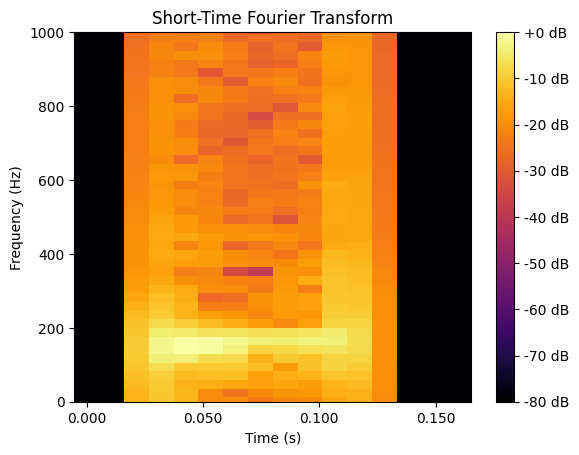 Short-Time Fourier Transform
1000
800
600
400
200
0
Frequency (Hz)
0.000
0.050
0.100
0.150
Time (s)
+0 dB
-10 dB
-20 dB
-30 dB
-40 dB
-50 dB
-60 dB
-70 dB
-80 dB